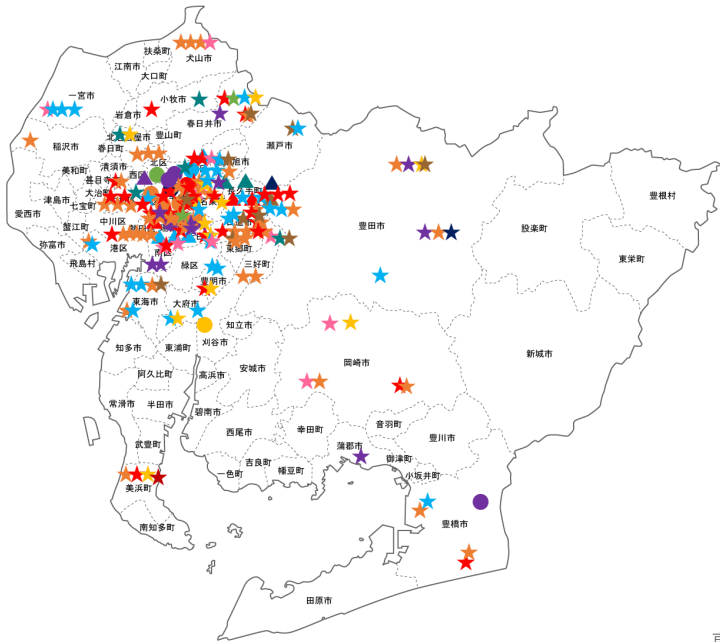 扶桑町
犬山市
江南市
大口町
一宮市
小牧市
岩倉市
春日井市
瀬戸市
豊山町
稲沢市
春日町
北区
清須市
美和町
西区
甚目寺
大治町
長久手町
津島市
七宝町
愛西市
中川区
蟹江町
弥富市
港区
東郷町
南区
飛島村
緑区
三好町
豊明市
東海市
大府市
豊田市
豊根村
設楽町
東栄町
知立市
刈谷市
知多市
東浦町
新城市
岡崎市
安城市
高浜市
阿久比町
常滑市
半田市
碧南市
西尾市
幸田町
音羽町
豊川市
武豊町
蒲郡市
御津町
吉良町
一色町
幡豆町
小坂井町
美浜町
南知多町
豊橋市
田原市